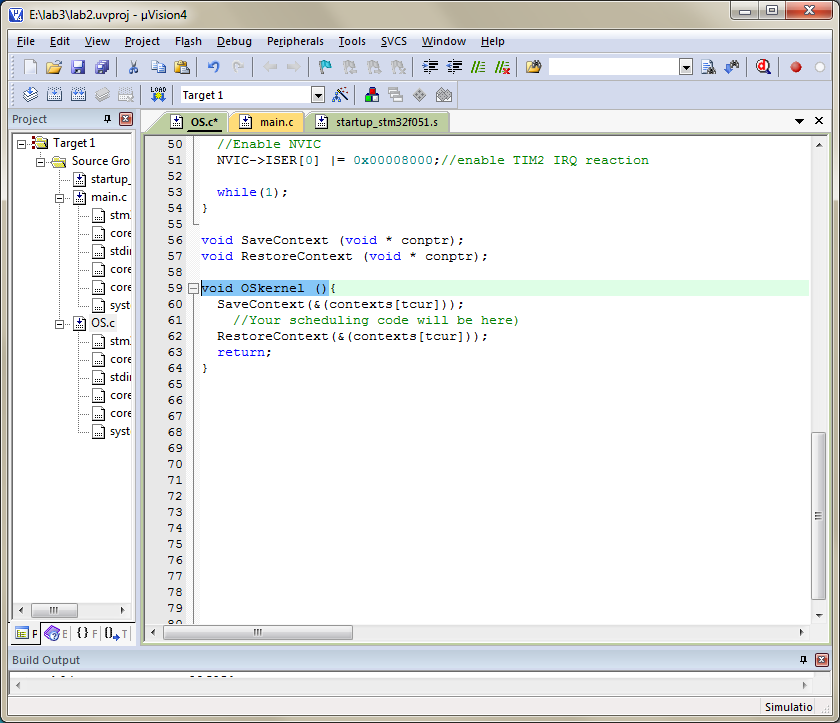 E:\lab3\lab2.uvproj - µVision4
File Edit View Project Flash Debug Peripherals Tools SVCS Window Help
LOAD Target 1
Project
OS.c* main.c startup_stm32f051.s
Target 1
Source Gro
startup_
main.c
stm
core
stdi
core
core
syst
OS.c
stm
core
stdi
core
core
syst
50 //Enable NVIC
51 NVIC->ISER[0] |= 0x00008000;//enable TIM2 IRQ reaction
52
53 while(1);
54 }
55
56 void SaveContext (void * conptr);
57 void RestoreContext (void * conptr);
58
59 void OSkernel (){
60 SaveContext(&(contexts[tcur]));
61 //Your scheduling code will be here)
62 RestoreContext(&(contexts[tcur]));
63 return;
64 }
65
66
67
68
69
70
71
72
73
74
75
76
77
78
79
P E {} F 0 T
Build Output
Simulatio